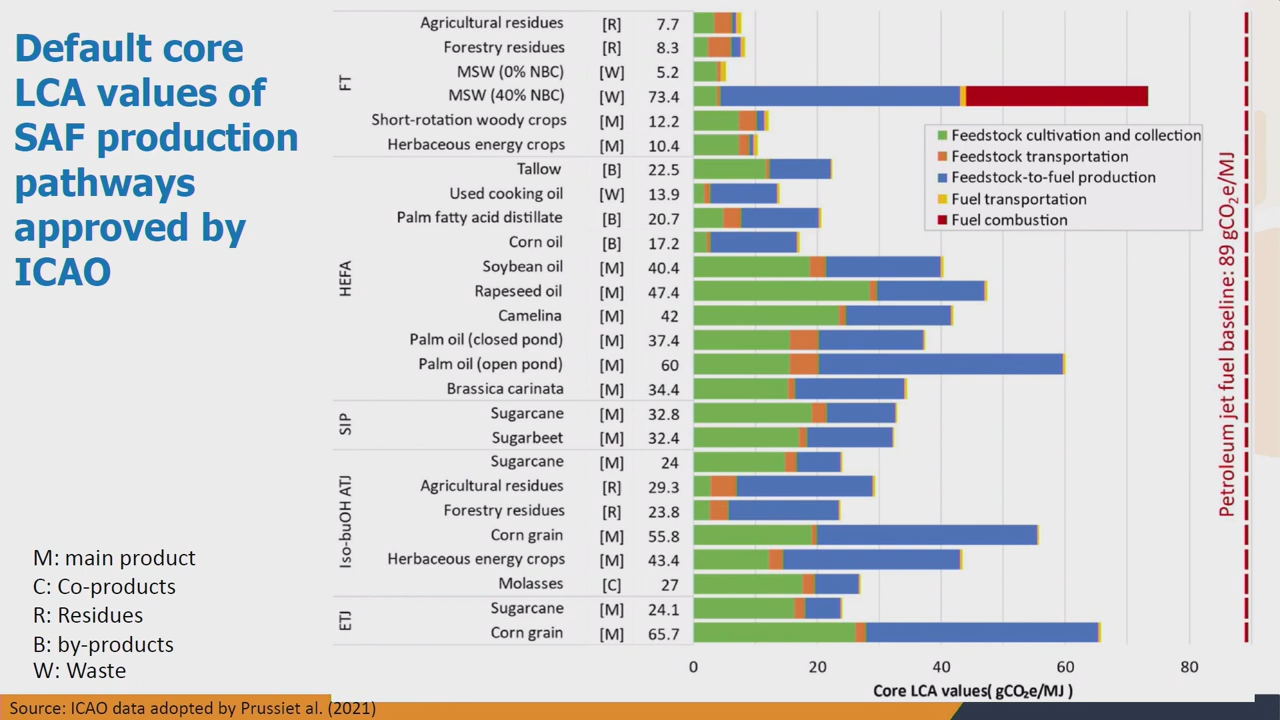 Default core
LCA values of
SAF production
pathways
approved by
ICAO
M: main product
C: Co-products
R: Residues
B: by-products
W: Waste
FT
Agricultural residues [R] 7.7
Forestry residues [R] 8.3
MSW (0% NBC) [W] 5.2
MSW (40% NBC) [W] 73.4
Short-rotation woody crops [M] 12.2
Herbaceous energy crops [M] 10.4
HEFA
Tallow [B] 22.5
Used cooking oil [W] 13.9
Palm fatty acid distillate [B] 20.7
Corn oil [B] 17.2
Soybean oil [M] 40.4
Rapeseed oil [M] 47.4
Camelina [M] 42
Palm oil (closed pond) [M] 37.4
Palm oil (open pond) [M] 60
Brassica carinata [M] 34.4
SIP
Sugarcane [M] 32.8
Sugarbeet [M] 32.4
Iso-buOH ATJ
Sugarcane [M] 24
Agricultural residues [R] 29.3
Forestry residues [R] 23.8
Corn grain [M] 55.8
Herbaceous energy crops [M] 43.4
Molasses [C] 27
ETJ
Sugarcane [M] 24.1
Corn grain [M] 65.7
Feedstock cultivation and collection
Feedstock transportation
Feedstock-to-fuel production
Fuel transportation
Fuel combustion
Petroleum jet fuel baseline: 89 gCO₂e/MJ
0 20 40 60 80
Core LCA values( gCO₂e/MJ )
Source: ICAO data adopted by Prussiet al. (2021)